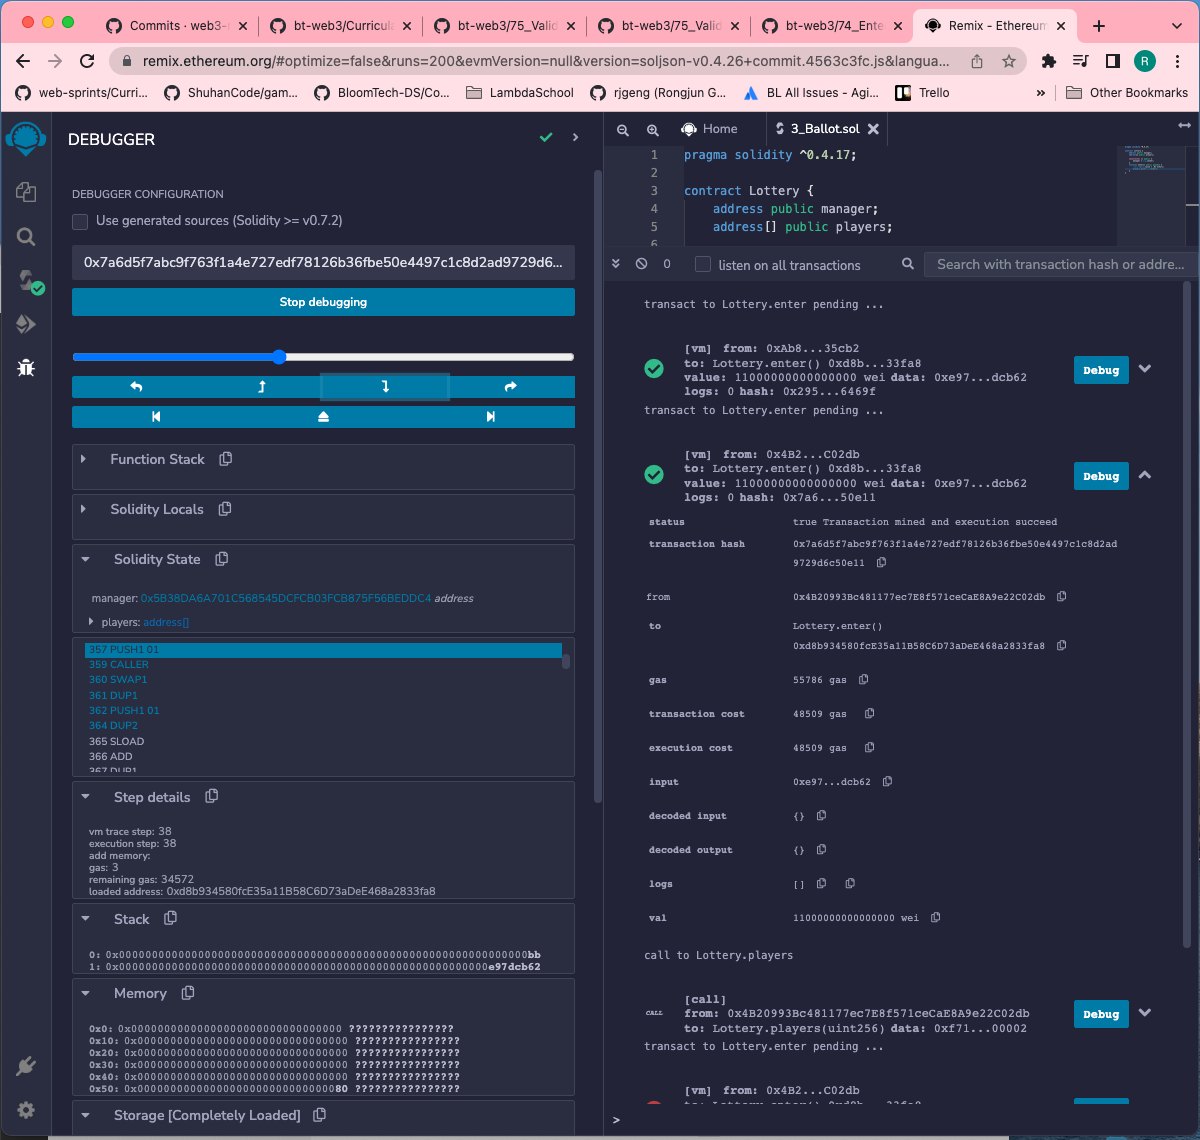 Commits · web3-
bt-web3/Curricula
bt-web3/75_Valid
bt-web3/75_Valid
bt-web3/74_Ente
Remix - Ethereum
remix.ethereum.org/#optimize=false&runs=200&evmVersion=null&version=soljson-v0.4.26+commit.4563c3fc.js&langua...
R
web-sprints/Curri...
ShuhanCode/gam...
BloomTech-DS/Co...
LambdaSchool
rjgeng (Rongjun G...
BL All Issues - Agi...
Trello
»
Other Bookmarks
DEBUGGER
DEBUGGER CONFIGURATION
Use generated sources (Solidity >= v0.7.2)
0x7a6d5f7abc9f763f1a4e727edf78126b36fbe50e4497c1c8d2ad9729d6...
Stop debugging
Function Stack
Solidity Locals
Solidity State
manager: 0x5B38DA6A701C568545DCFCB03FCB875F56BEDDC4 address
players: address[]
357 PUSH1 01
359 CALLER
360 SWAP1
361 DUP1
362 PUSH1 01
364 DUP2
365 SLOAD
366 ADD
367 DUP1
Step details
vm trace step: 38
execution step: 38
add memory:
gas: 3
remaining gas: 34572
loaded address: 0xd8b934580fcE35a11B58C6D73aDeE468a2833fa8
Stack
0: 0x00000000000000000000000000000000000000000000000000000000000000bb
1: 0x00000000000000000000000000000000000000000000000000000000e97dcb62
Memory
0x0: 0x00000000000000000000000000000000 ????????????????
0x10: 0x00000000000000000000000000000000 ????????????????
0x20: 0x00000000000000000000000000000000 ????????????????
0x30: 0x00000000000000000000000000000000 ????????????????
0x40: 0x00000000000000000000000000000000 ????????????????
0x50: 0x00000000000000000000000000000080 ????????????????
Storage [Completely Loaded]
Home
3_Ballot.sol
1 pragma solidity ^0.4.17;
2
3 contract Lottery {
4 address public manager;
5 address[] public players;
6
0
listen on all transactions
Search with transaction hash or addre...
transact to Lottery.enter pending ...
[vm] from: 0xAb8...35cb2
to: Lottery.enter() 0xd8b...33fa8
value: 11000000000000000 wei data: 0xe97...dcb62
logs: 0 hash: 0x295...6469f
Debug
transact to Lottery.enter pending ...
[vm] from: 0x4B2...C02db
to: Lottery.enter() 0xd8b...33fa8
value: 11000000000000000 wei data: 0xe97...dcb62
logs: 0 hash: 0x7a6...50e11
Debug
status true Transaction mined and execution succeed
transaction hash 0x7a6d5f7abc9f763f1a4e727edf78126b36fbe50e4497c1c8d2ad
9729d6c50e11
from 0x4B20993Bc481177ec7E8f571ceCaE8A9e22C02db
to Lottery.enter()
0xd8b934580fcE35a11B58C6D73aDeE468a2833fa8
gas 55786 gas
transaction cost 48509 gas
execution cost 48509 gas
input 0xe97...dcb62
decoded input {}
decoded output {}
logs []
val 11000000000000000 wei
call to Lottery.players
CALL
[call]
from: 0x4B20993Bc481177ec7E8f571ceCaE8A9e22C02db
to: Lottery.players(uint256) data: 0xf71...00002
Debug
transact to Lottery.enter pending ...
[vm] from: 0x4B2...C02db
to: Lottery.enter() 0xd8b...33fa8
>